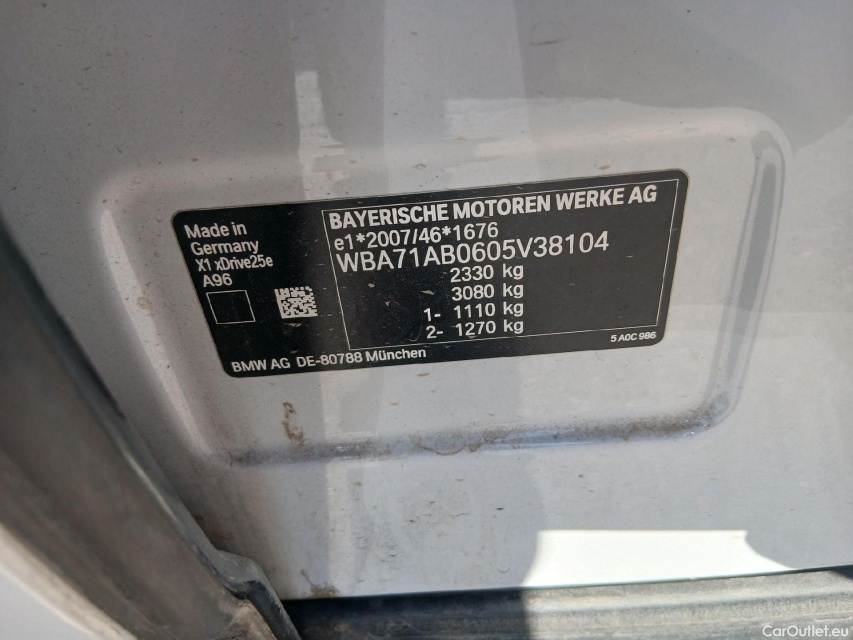 Made in
Germany
X1 xDrive25e
A96
BAYERISCHE MOTOREN WERKE AG
e1*2007/46*1676
WBA71AB0605V38104
2330 kg
3080 kg
1- 1110 kg
2- 1270 kg
5 A0C 986
BMW AG DE-80788 München
CarOutlet.eu